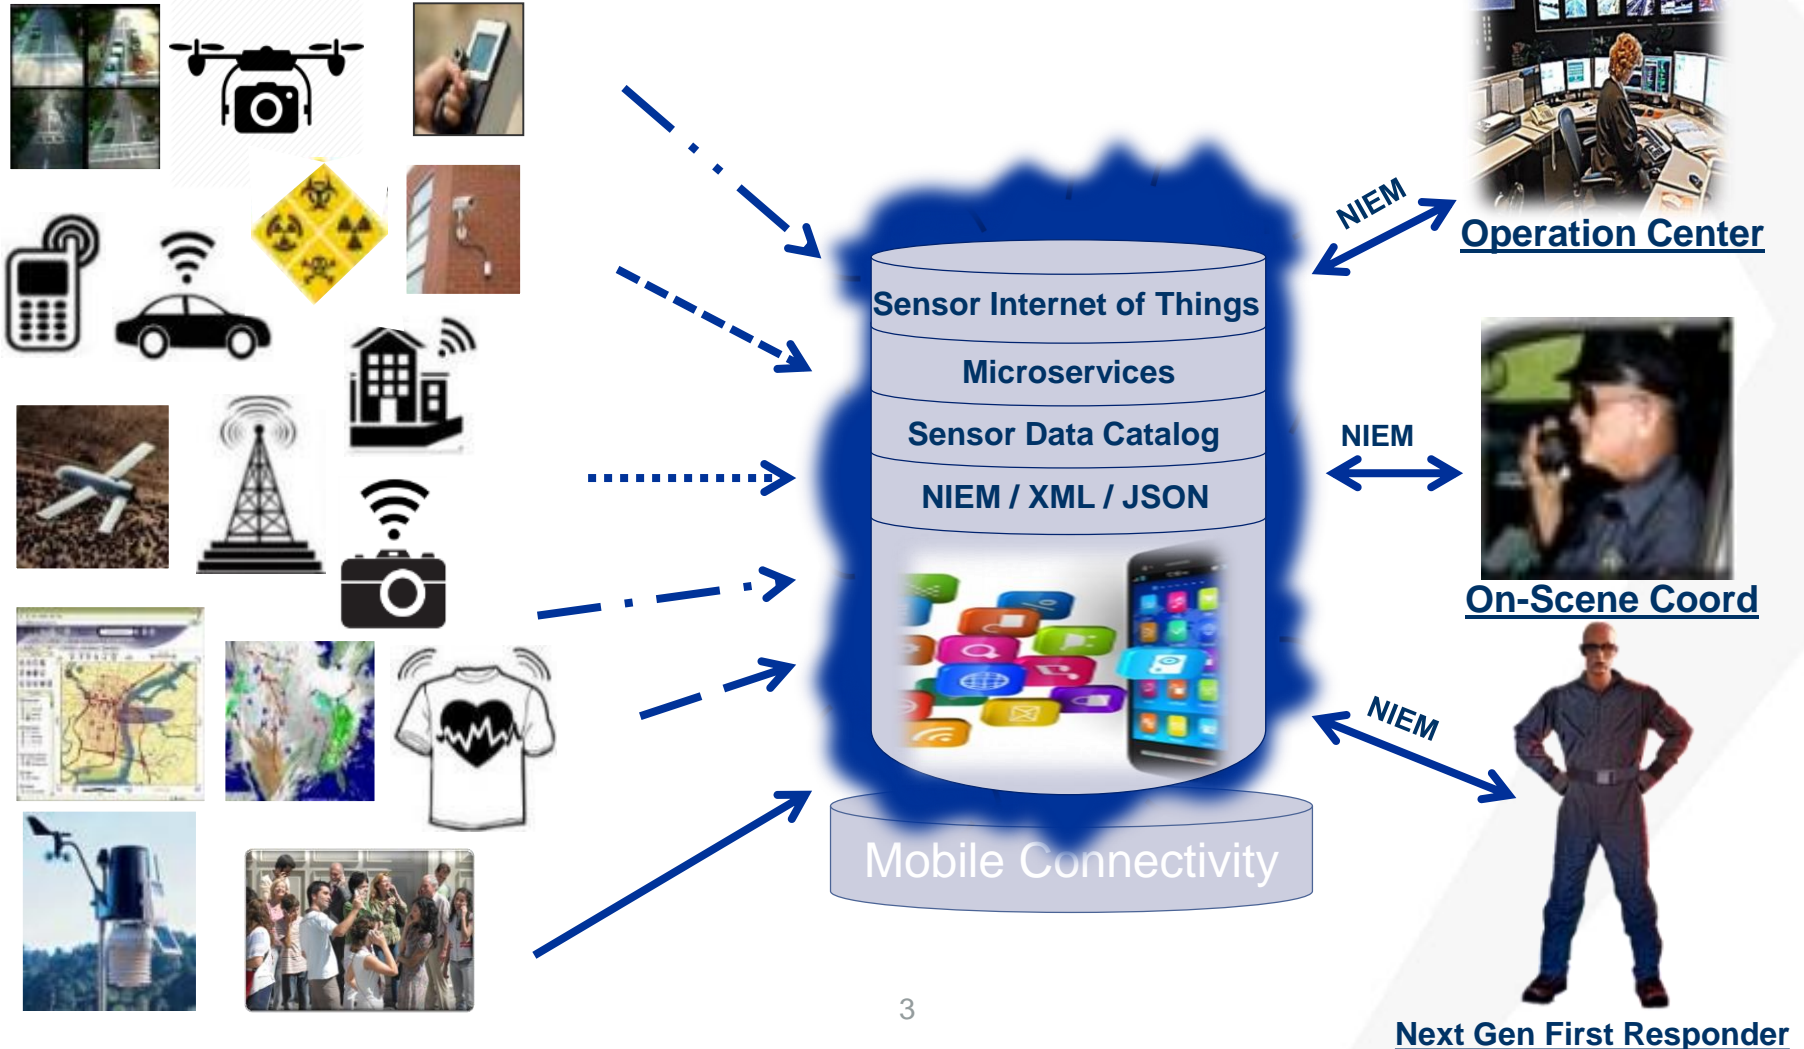 NIEM
Operation Center
Sensor Internet of Things
Microservices
Sensor Data Catalog
NIEM / XML / JSON
NIEM
On-Scene Coord
NIEM
Mobile Connectivity
3
Next Gen First Responder